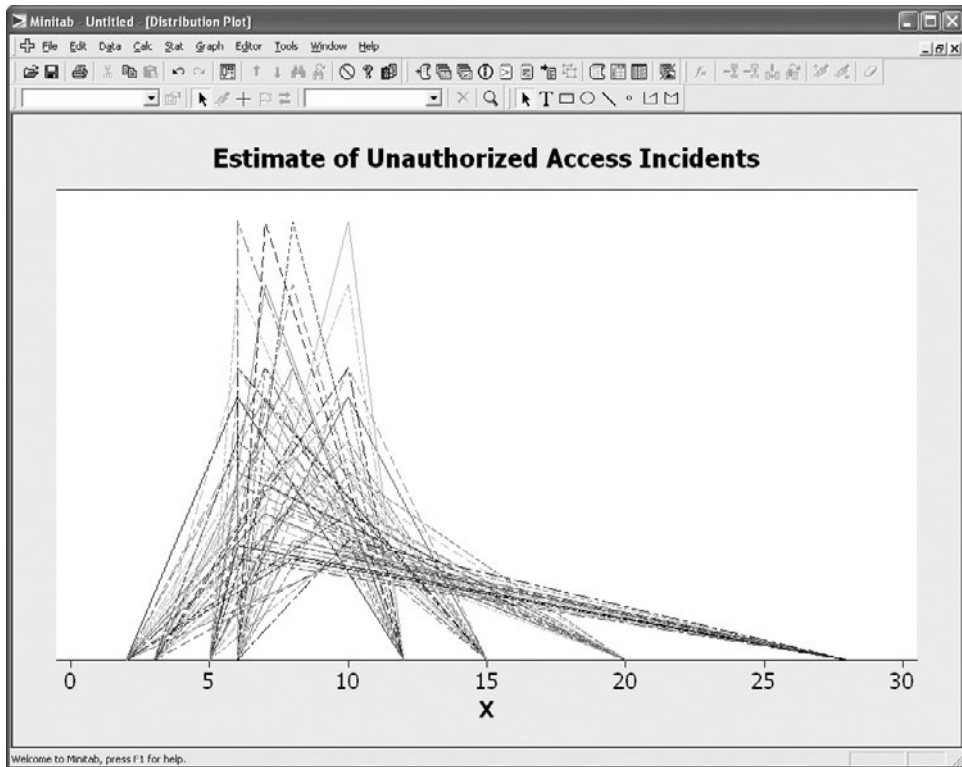 Minitab - Untitled - [Distribution Plot]
File Edit Data Calc Stat Graph Editor Tools Window Help
Estimate of Unauthorized Access Incidents
0 5 10 15 20 25 30
X
Welcome to Minitab, press F1 for help.